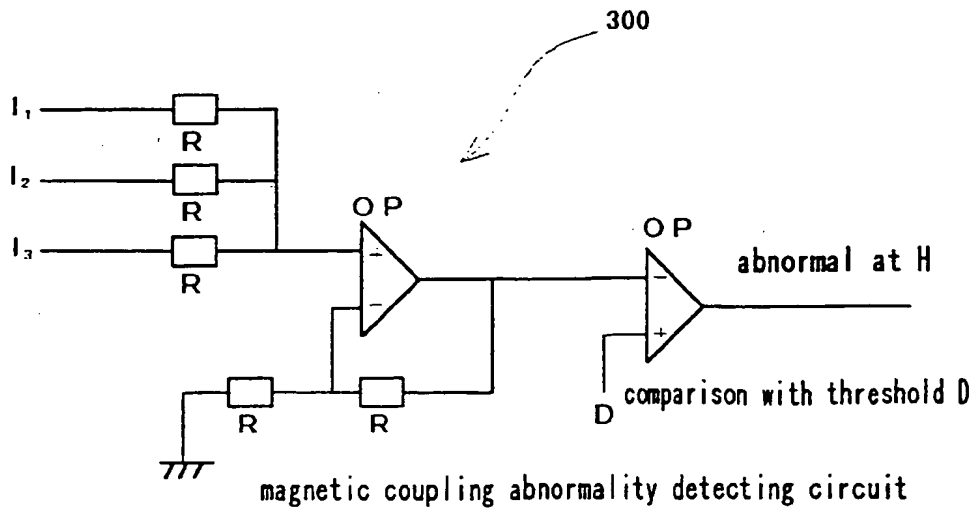 300
I₁
R
I₂
R
I₃
R
OP
+
−
R
R
OP
−
+
abnormal at H
D
comparison with threshold D
magnetic coupling abnormality detecting circuit